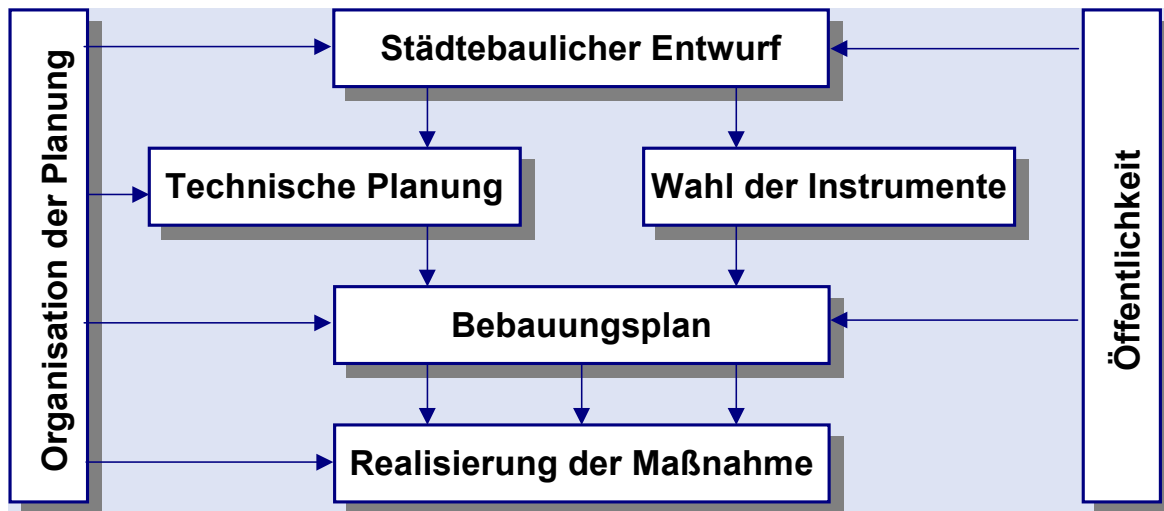 Organisation der Planung
Städtebaulicher Entwurf
Technische Planung
Wahl der Instrumente
Bebauungsplan
Realisierung der Maßnahme
Öffentlichkeit